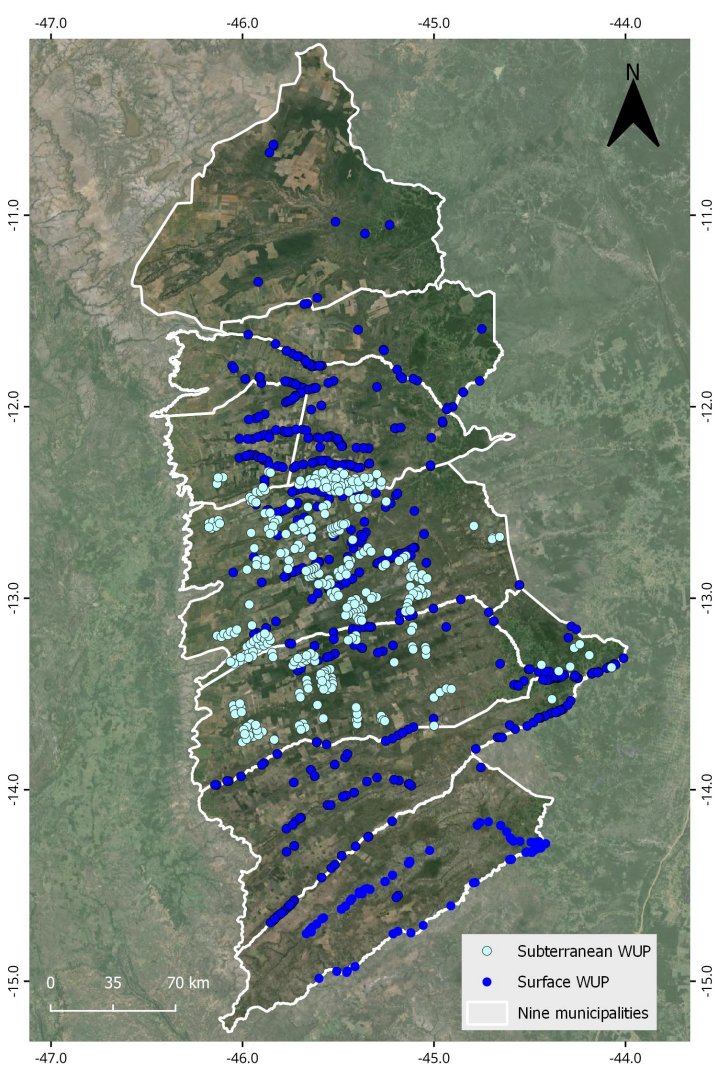 -47.0 -46.0 -45.0 -44.0
N
-11.0 -11.0
-12.0 -12.0
-13.0 -13.0
-14.0 -14.0
-15.0 -15.0
Subterranean WUP
Surface WUP
Nine municipalities
0 35 70 km
-47.0 -46.0 -45.0 -44.0